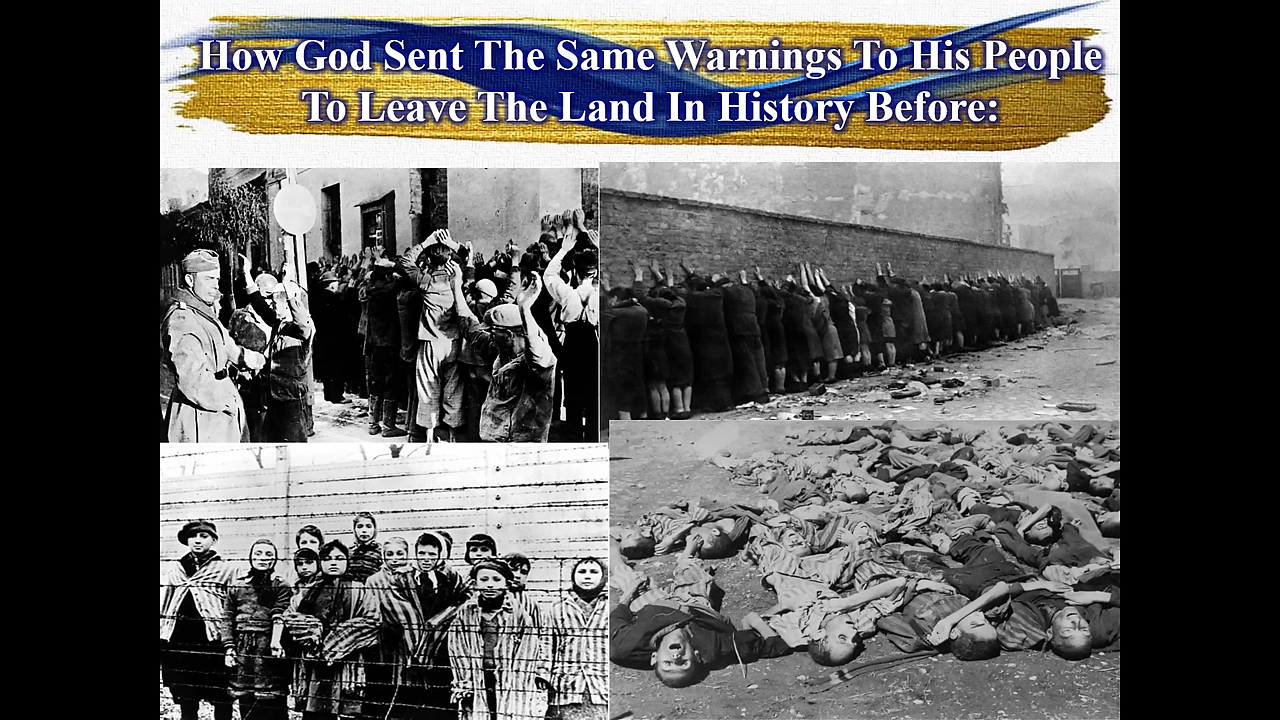 How God Sent The Same Warnings To His People
To Leave The Land In History Before: